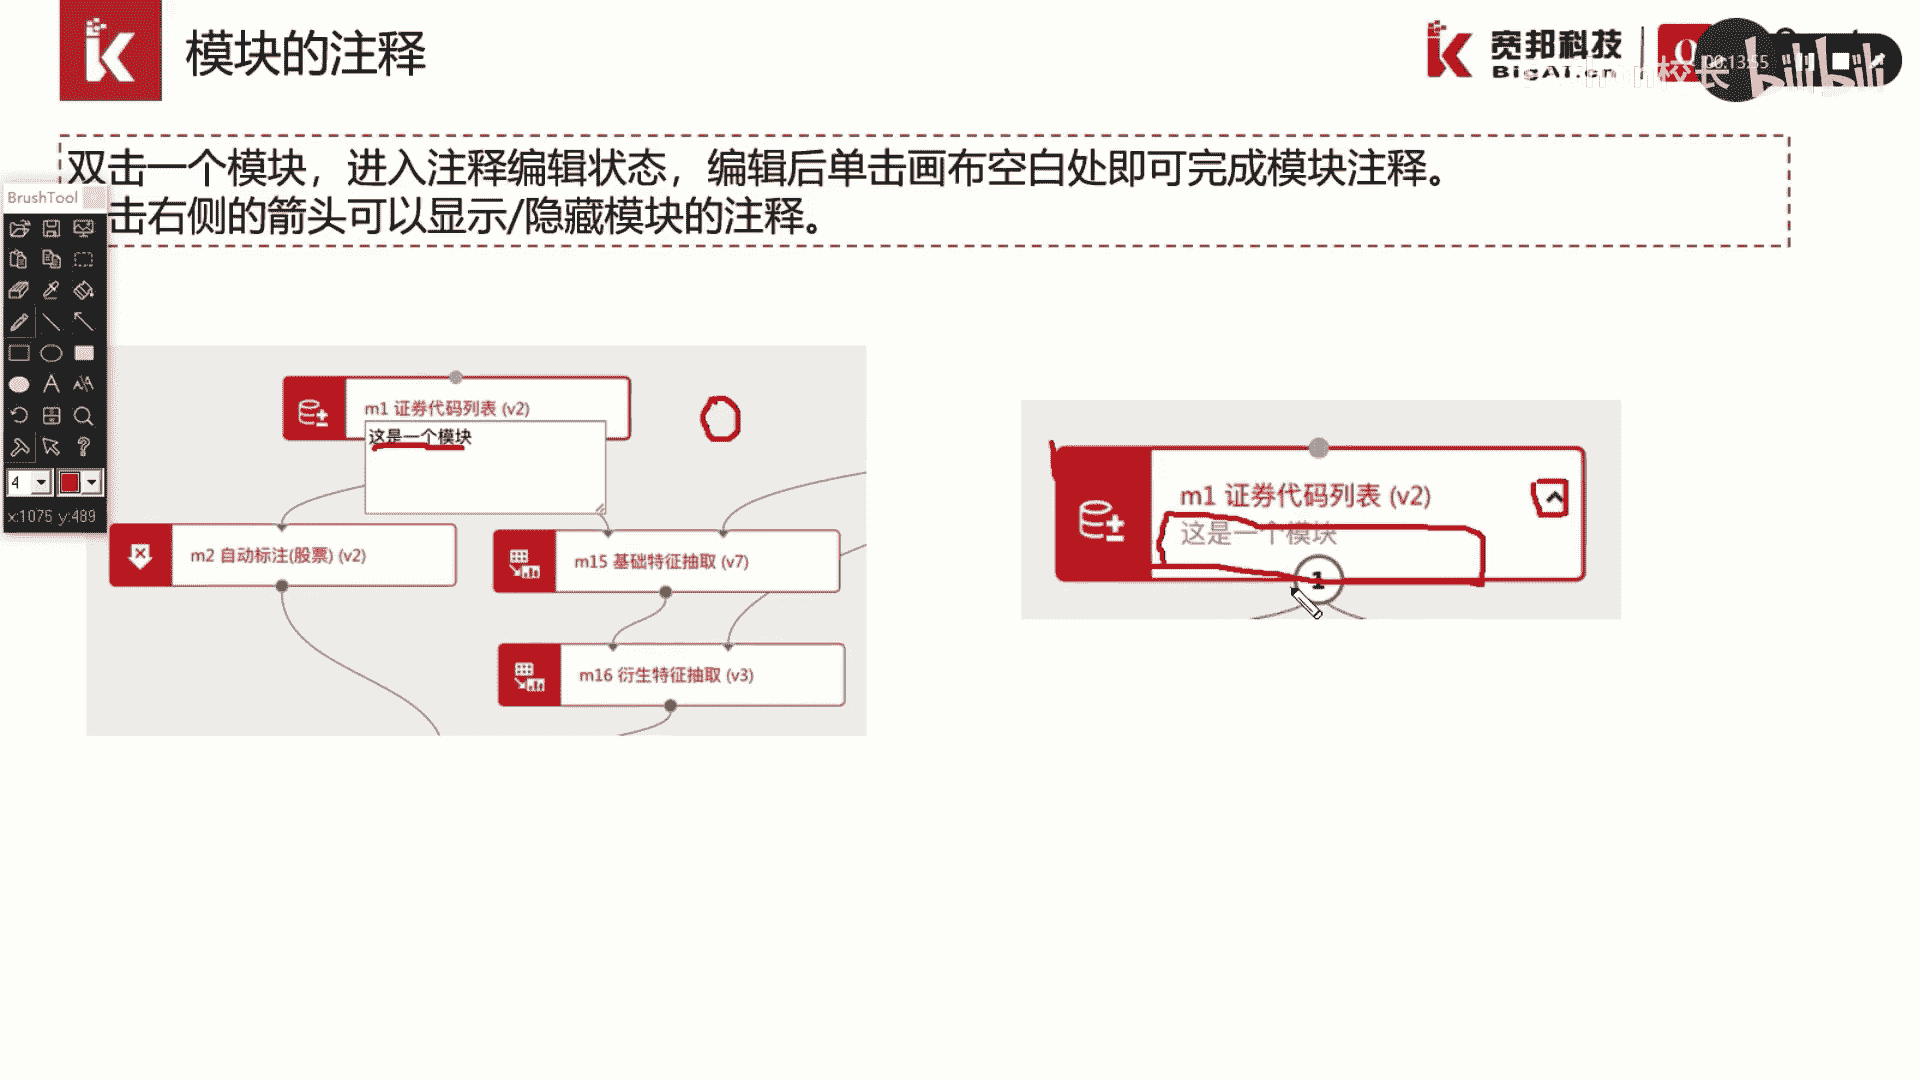 模块的注释
宽邦科技
BigAI.cn
校长
bilibili
00:13:55
双击一个模块，进入注释编辑状态，编辑后单击画布空白处即可完成模块注释。
击右侧的箭头可以显示/隐藏模块的注释。
BrushTool
4
x:1075 y:489
m1 证券代码列表 (v2)
这是一个模块
m2 自动标注(股票) (v2)
m15 基础特征抽取 (v7)
m16 衍生特征抽取 (v3)
m1 证券代码列表 (v2)
这是一个模块
1